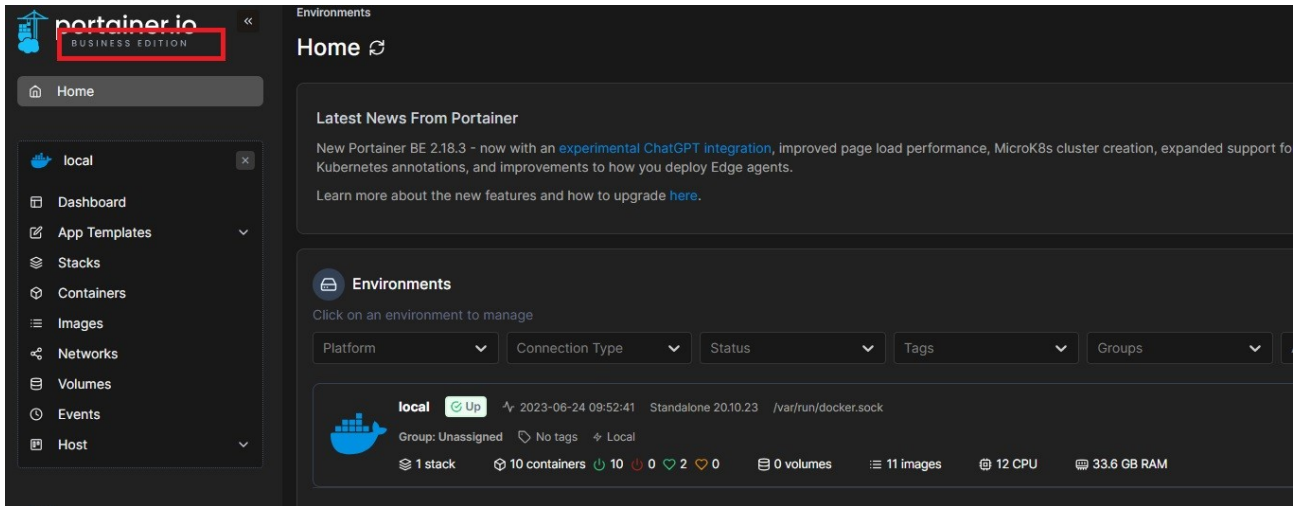 portainer.io
BUSINESS EDITION
Home
local
Dashboard
App Templates
Stacks
Containers
Images
Networks
Volumes
Events
Host
Environments
Home
Latest News From Portainer
New Portainer BE 2.18.3 - now with an experimental ChatGPT integration, improved page load performance, MicroK8s cluster creation, expanded support fo
Kubernetes annotations, and improvements to how you deploy Edge agents.
Learn more about the new features and how to upgrade here.
Environments
Click on an environment to manage
Platform Connection Type Status Tags Groups
local Up 2023-06-24 09:52:41 Standalone 20.10.23 /var/run/docker.sock
Group: Unassigned No tags Local
1 stack 10 containers 10 0 2 0 0 volumes 11 images 12 CPU 33.6 GB RAM